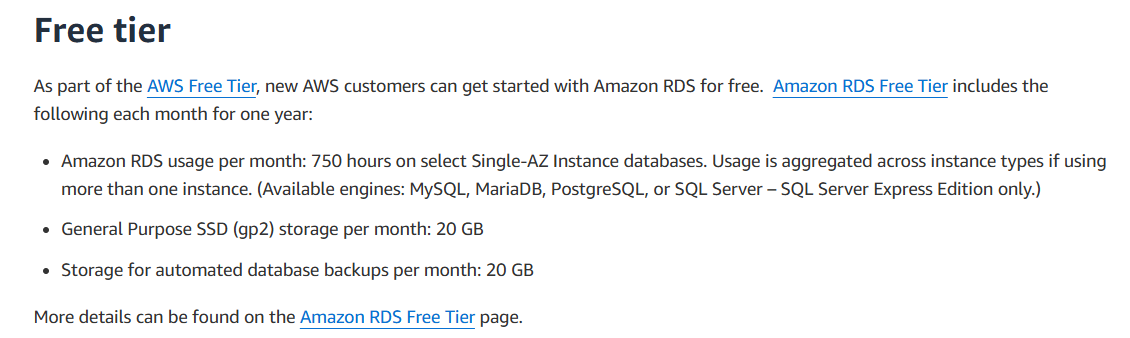 Free tier
As part of the AWS Free Tier, new AWS customers can get started with Amazon RDS for free.  Amazon RDS Free Tier includes the
following each month for one year:
• Amazon RDS usage per month: 750 hours on select Single-AZ Instance databases. Usage is aggregated across instance types if using
more than one instance. (Available engines: MySQL, MariaDB, PostgreSQL, or SQL Server – SQL Server Express Edition only.)
• General Purpose SSD (gp2) storage per month: 20 GB
• Storage for automated database backups per month: 20 GB
More details can be found on the Amazon RDS Free Tier page.